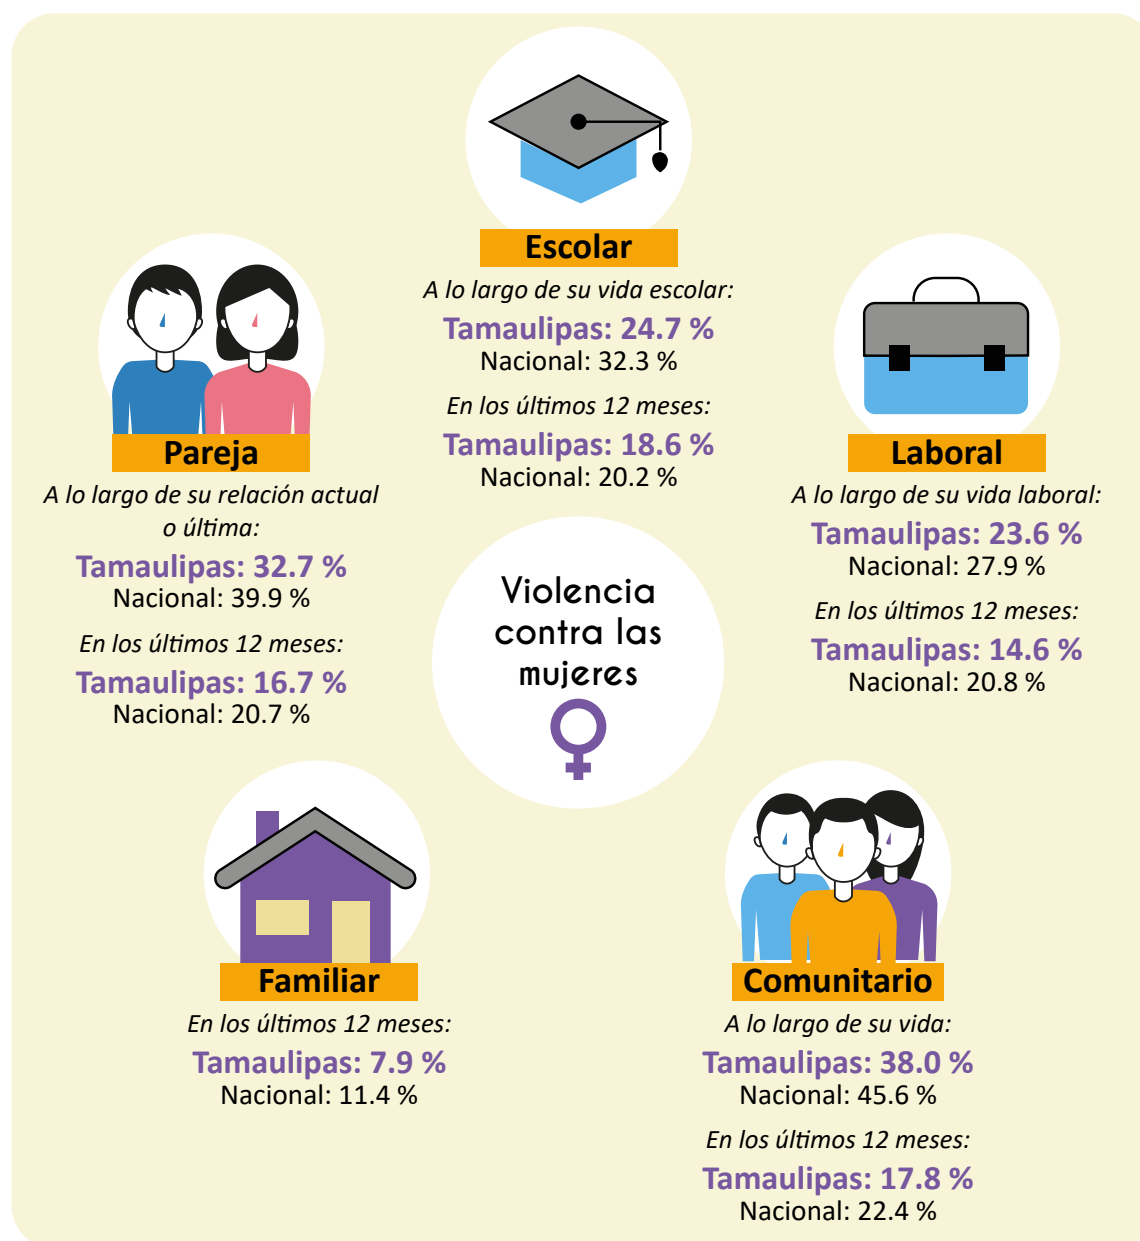 Escolar
A lo largo de su vida escolar:
Tamaulipas: 24.7 %
Nacional: 32.3 %
En los últimos 12 meses:
Tamaulipas: 18.6 %
Nacional: 20.2 %
Pareja
A lo largo de su relación actual
o última:
Tamaulipas: 32.7 %
Nacional: 39.9 %
En los últimos 12 meses:
Tamaulipas: 16.7 %
Nacional: 20.7 %
Laboral
A lo largo de su vida laboral:
Tamaulipas: 23.6 %
Nacional: 27.9 %
En los últimos 12 meses:
Tamaulipas: 14.6 %
Nacional: 20.8 %
Violencia
contra las
mujeres
Familiar
En los últimos 12 meses:
Tamaulipas: 7.9 %
Nacional: 11.4 %
Comunitario
A lo largo de su vida:
Tamaulipas: 38.0 %
Nacional: 45.6 %
En los últimos 12 meses:
Tamaulipas: 17.8 %
Nacional: 22.4 %